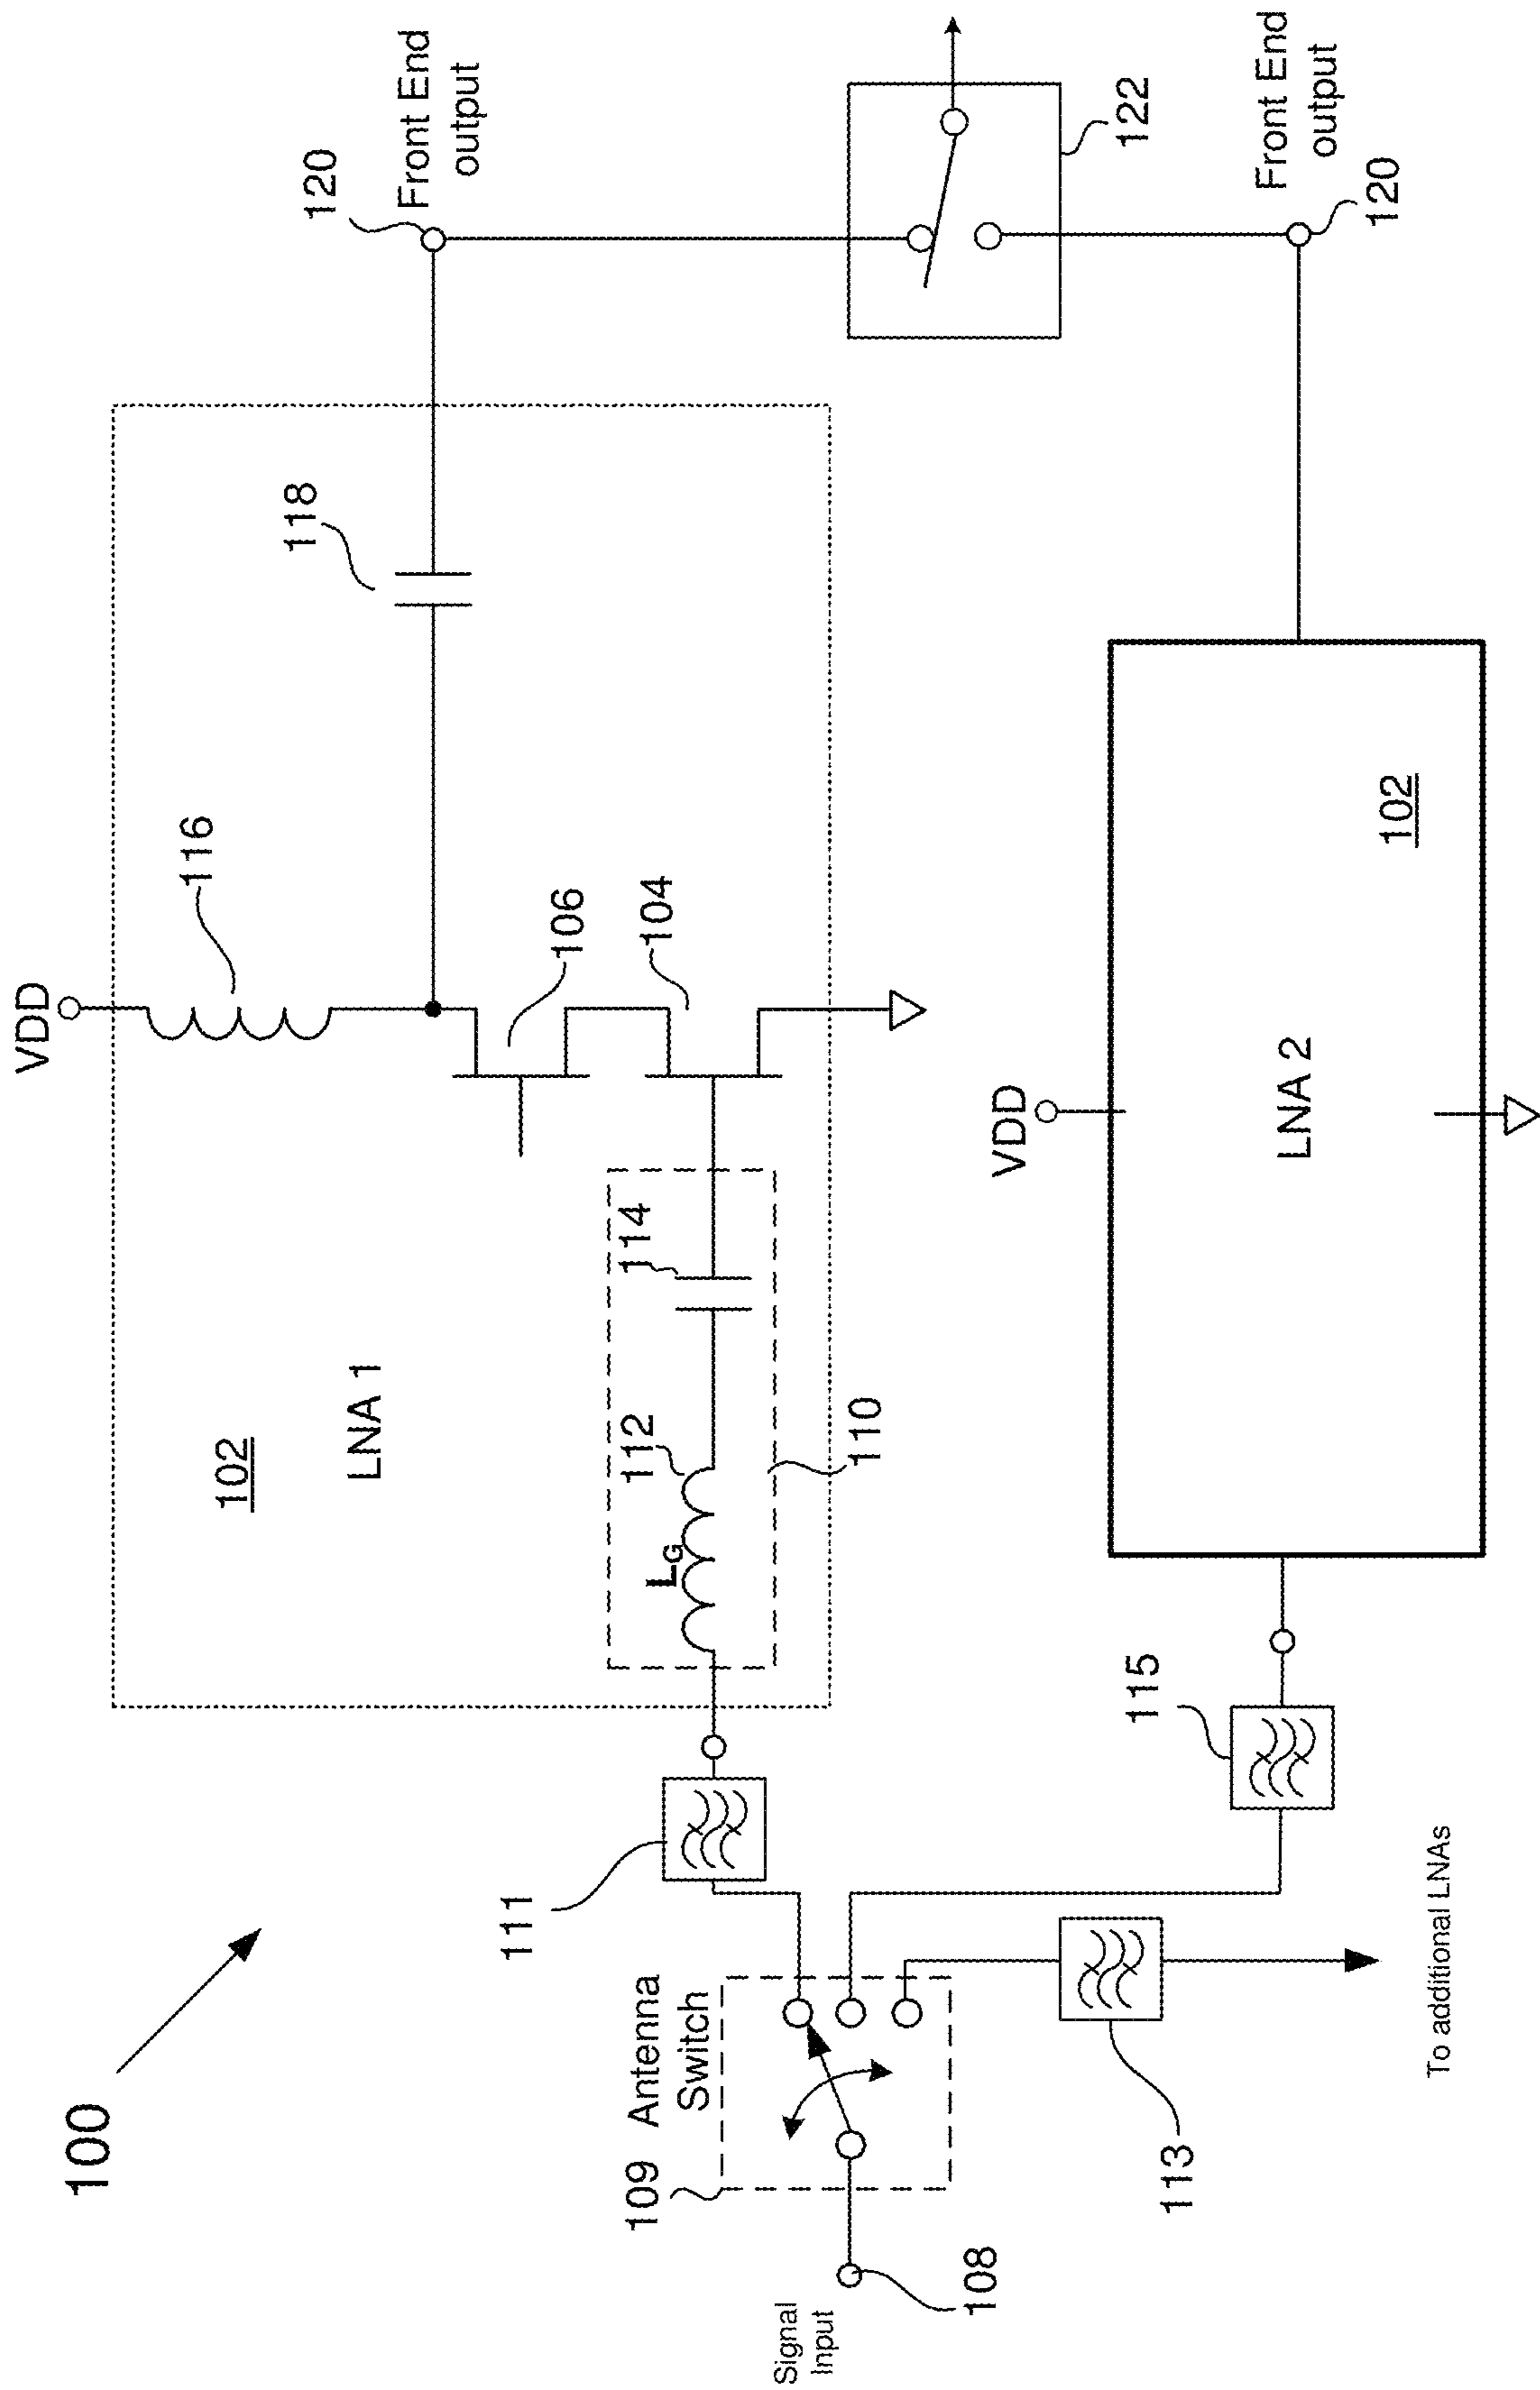 100
VDD
116
118
120
Front End
output
102
LNA 1
106
104
112
114
LG
110
122
111
109
Antenna
Switch
Signal
Input
108
113
115
VDD
LNA 2
102
120
Front End
output
To additional LNAs